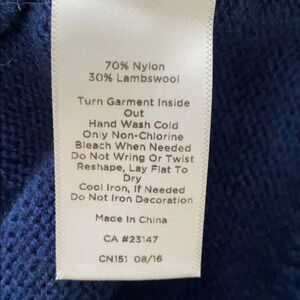 70% Nylon
30% Lambswool
Turn Garment Inside
Out
Hand Wash Cold
Only Non-Chlorine
Bleach When Needed
Do Not Wring Or Twist
Reshape, Lay Flat To
Dry
Cool Iron, If Needed
Do Not Iron Decoration
Made In China
CA #23147
CN151 08/16